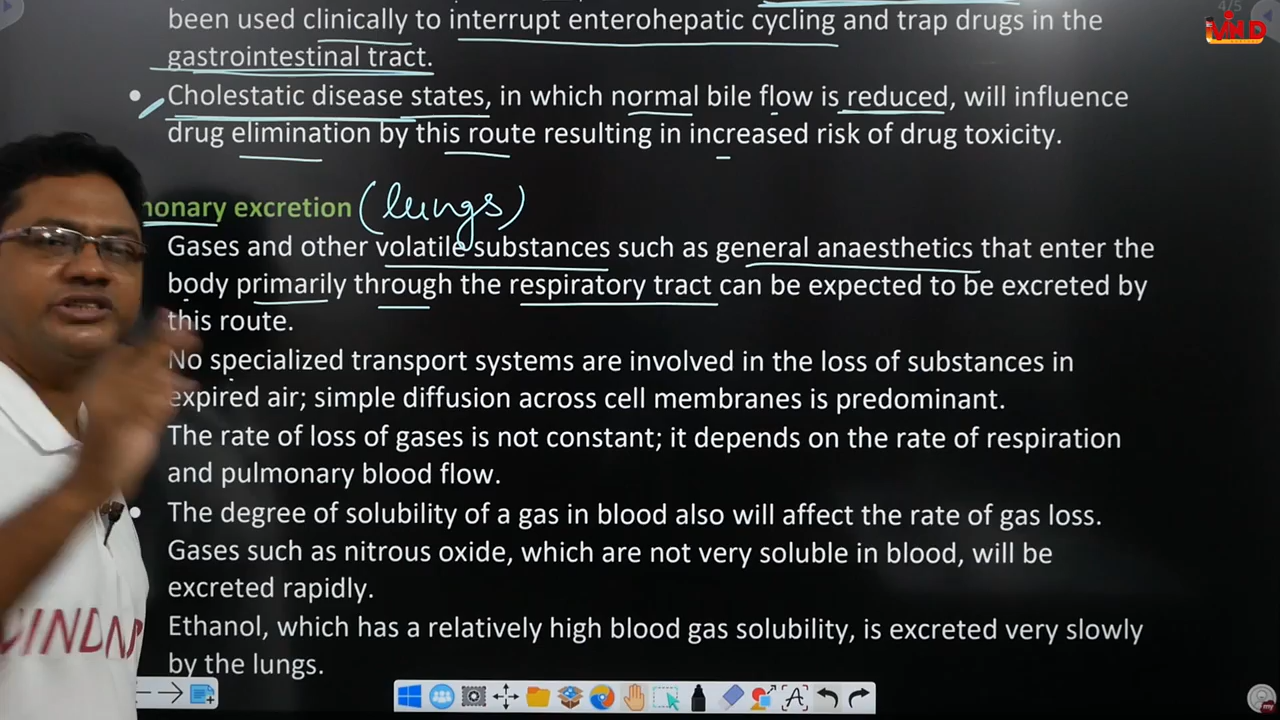 4/5
been used clinically to interrupt enterohepatic cycling and trap drugs in the
gastrointestinal tract.
• Cholestatic disease states, in which normal bile flow is reduced, will influence
drug elimination by this route resulting in increased risk of drug toxicity.
monary excretion (lungs)
Gases and other volatile substances such as general anaesthetics that enter the
body primarily through the respiratory tract can be expected to be excreted by
this route.
No specialized transport systems are involved in the loss of substances in
expired air; simple diffusion across cell membranes is predominant.
The rate of loss of gases is not constant; it depends on the rate of respiration
and pulmonary blood flow.
• The degree of solubility of a gas in blood also will affect the rate of gas loss.
Gases such as nitrous oxide, which are not very soluble in blood, will be
excreted rapidly.
Ethanol, which has a relatively high blood gas solubility, is excreted very slowly
by the lungs.